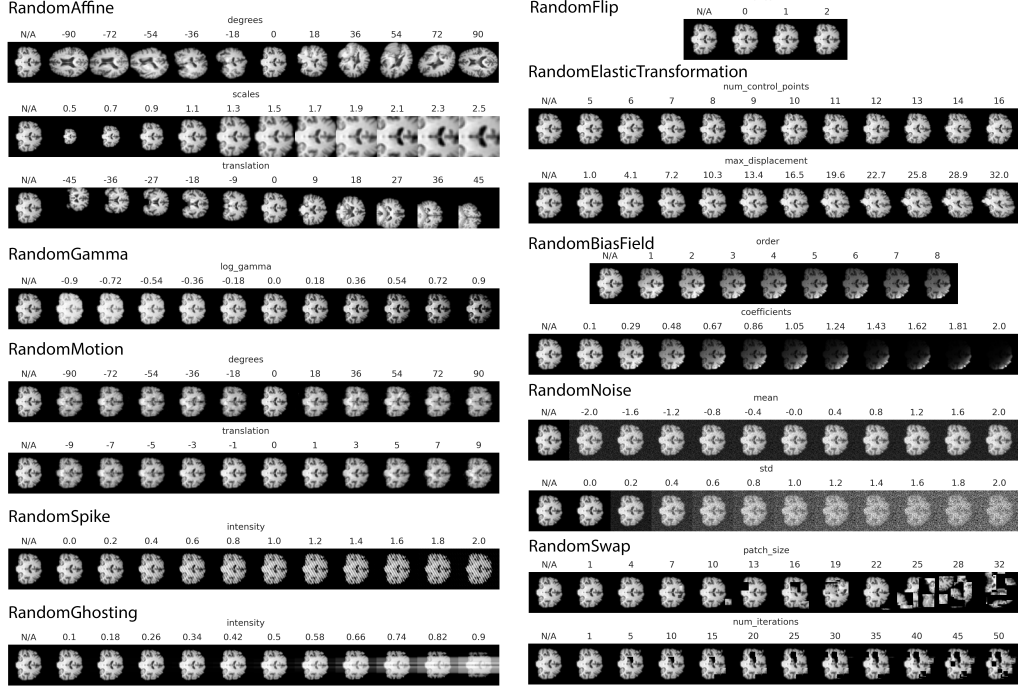 RandomAffine
degrees
N/A -90 -72 -54 -36 -18 0 18 36 54 72 90
scales
N/A 0.5 0.7 0.9 1.1 1.3 1.5 1.7 1.9 2.1 2.3 2.5
translation
N/A -45 -36 -27 -18 -9 0 9 18 27 36 45
RandomGamma
log_gamma
N/A -0.9 -0.72 -0.54 -0.36 -0.18 0.0 0.18 0.36 0.54 0.72 0.9
RandomMotion
degrees
N/A -90 -72 -54 -36 -18 0 18 36 54 72 90
translation
N/A -9 -7 -5 -3 -1 0 1 3 5 7 9
RandomSpike
intensity
N/A 0.0 0.2 0.4 0.6 0.8 1.0 1.2 1.4 1.6 1.8 2.0
RandomGhosting
intensity
N/A 0.1 0.18 0.26 0.34 0.42 0.5 0.58 0.66 0.74 0.82 0.9
RandomFlip
N/A 0 1 2
RandomElasticTransformation
num_control_points
N/A 5 6 7 8 9 10 11 12 13 14 16
max_displacement
N/A 1.0 4.1 7.2 10.3 13.4 16.5 19.6 22.7 25.8 28.9 32.0
RandomBiasField
order
N/A 1 2 3 4 5 6 7 8
coefficients
N/A 0.1 0.29 0.48 0.67 0.86 1.05 1.24 1.43 1.62 1.81 2.0
RandomNoise
mean
N/A -2.0 -1.6 -1.2 -0.8 -0.4 -0.0 0.4 0.8 1.2 1.6 2.0
std
N/A 0.0 0.2 0.4 0.6 0.8 1.0 1.2 1.4 1.6 1.8 2.0
RandomSwap
patch_size
N/A 1 4 7 10 13 16 19 22 25 28 32
num_iterations
N/A 1 5 10 15 20 25 30 35 40 45 50